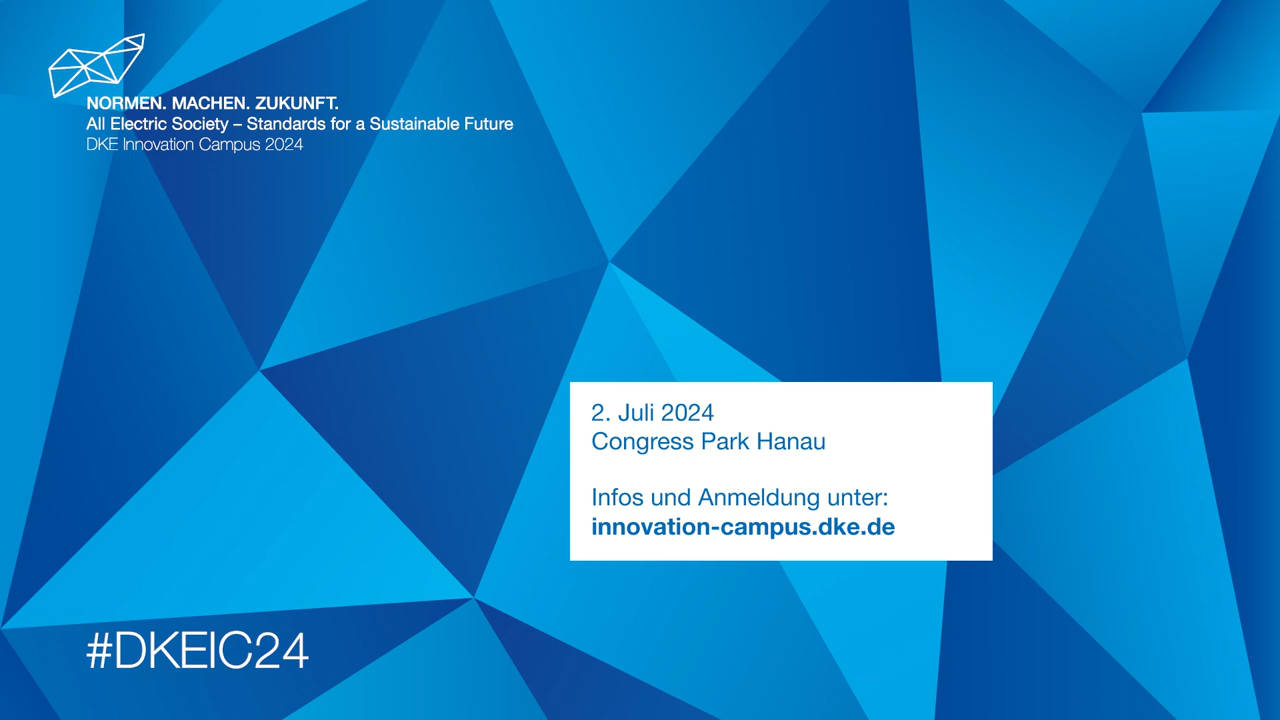 NORMEN. MACHEN. ZUKUNFT.
All Electric Society – Standards for a Sustainable Future
DKE Innovation Campus 2024
2. Juli 2024
Congress Park Hanau
Infos und Anmeldung unter:
innovation-campus.dke.de
#DKEIC24